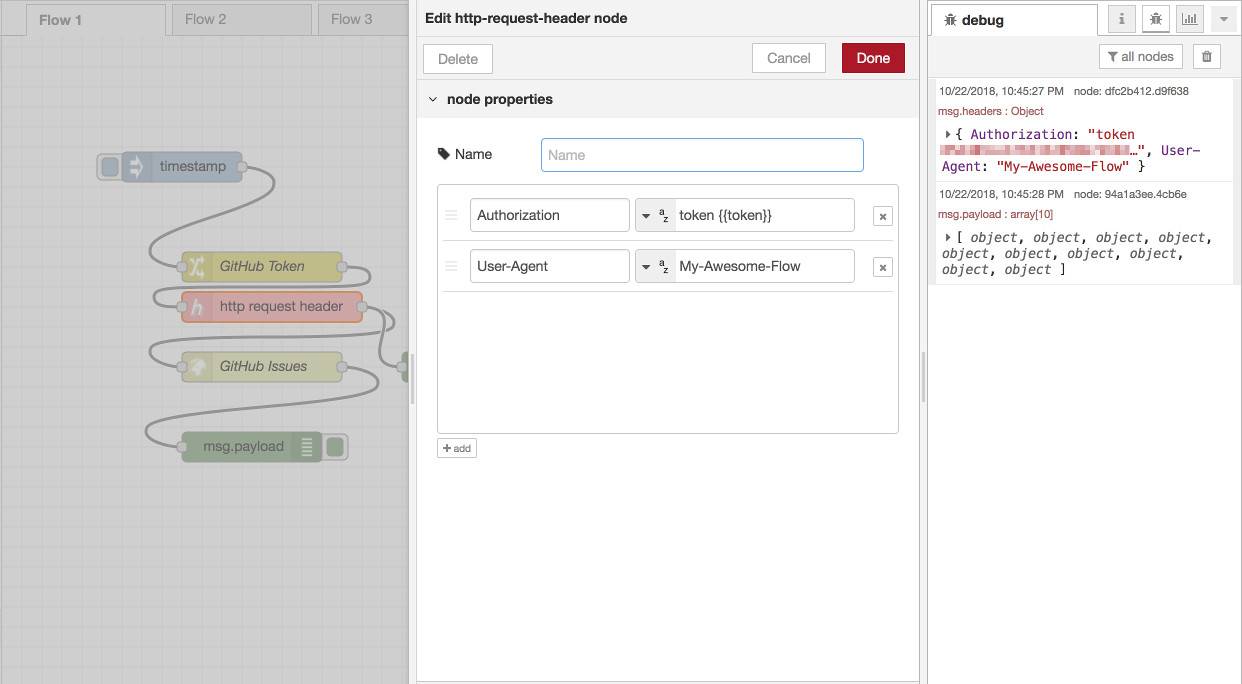 Flow 1
Flow 2
Flow 3
timestamp
GitHub Token
http request header
GitHub Issues
msg.payload
Edit http-request-header node
Delete
Cancel
Done
node properties
Name
Name
Authorization
token {{token}}
User-Agent
My-Awesome-Flow
add
debug
all nodes
10/22/2018, 10:45:27 PM node: dfc2b412.d9f638
msg.headers : Object
{ Authorization: "token
…", User-
Agent: "My-Awesome-Flow" }
10/22/2018, 10:45:28 PM node: 94a1a3ee.4cb6e
msg.payload : array[10]
[ object, object, object, object,
object, object, object, object,
object, object ]